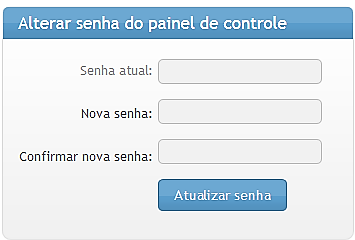 Alterar senha do painel de controle
Senha atual:
Nova senha:
Confirmar nova senha:
Atualizar senha